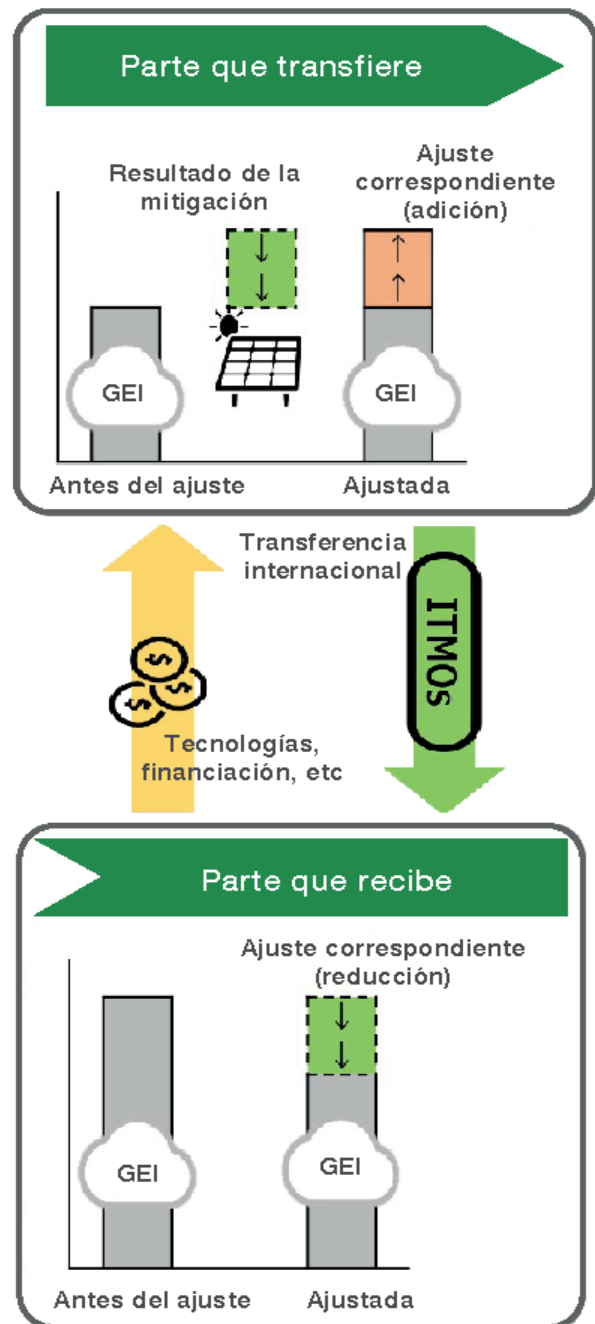 Parte que transfiere
Resultado de la
mitigación
Ajuste
correspondiente
(adición)
GEI
GEI
Antes del ajuste
Ajustada
Transferencia
internacional
ITMOs
$
$
$
Tecnologías,
financiación, etc
Parte que recibe
Ajuste correspondiente
(reducción)
GEI
GEI
Antes del ajuste
Ajustada